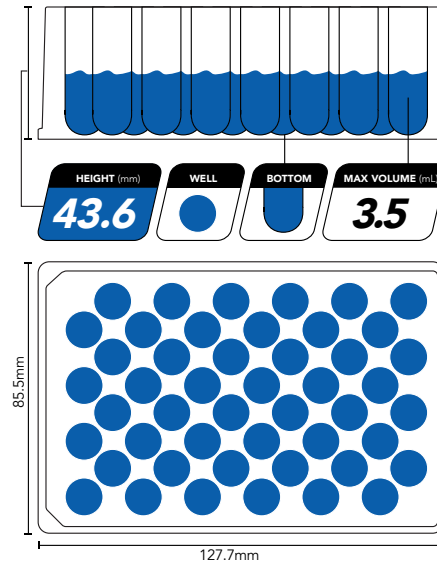 HEIGHT (mm)
43.6
WELL
BOTTOM
MAX VOLUME (mL)
3.5
85.5mm
127.7mm